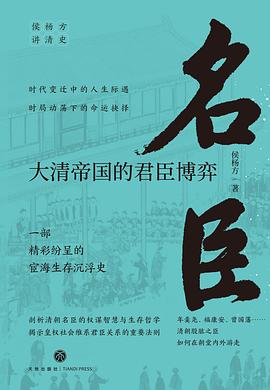 侯杨方
讲清史
时代变迁中的人生际遇
时局动荡下的命运抉择
名臣
侯杨方 著
大清帝国的君臣博弈
一部
精彩纷呈的
宦海生存沉浮史
剖析清朝名臣的权谋智慧与生存哲学
揭示皇权社会维系君臣关系的重要法则
年羹尧、福康安、曾国藩……
清朝股肱之臣
如何在朝堂内外游走
天地出版社 | TIANDI PRESS